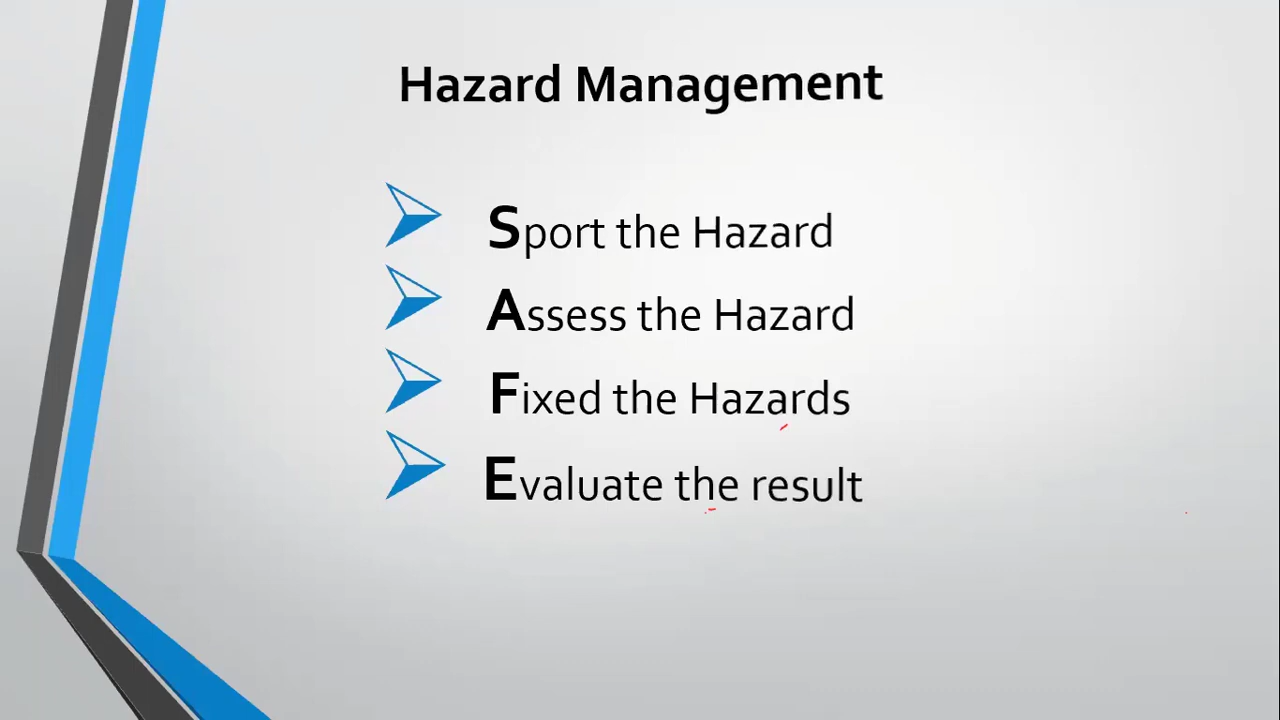 Hazard Management
Sport the Hazard
Assess the Hazard
Fixed the Hazards
Evaluate the result